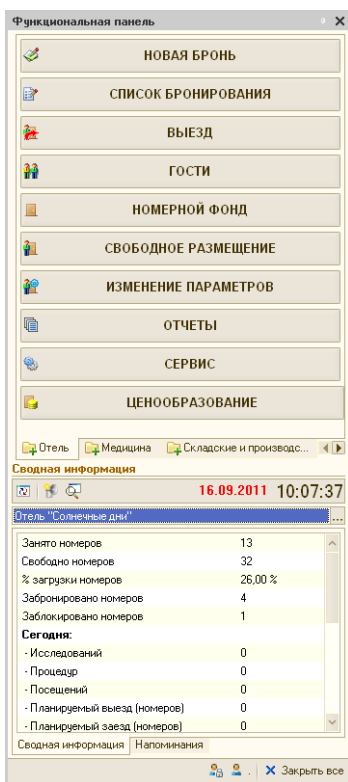 Функциональная панель
НОВАЯ БРОНЬ
СПИСОК БРОНИРОВАНИЯ
ВЫЕЗД
ГОСТИ
НОМЕРНОЙ ФОНД
СВОБОДНОЕ РАЗМЕЩЕНИЕ
ИЗМЕНЕНИЕ ПАРАМЕТРОВ
ОТЧЕТЫ
СЕРВИС
ЦЕНООБРАЗОВАНИЕ
Отель Медицина Складские и производс...
Сводная информация
16.09.2011 10:07:37
Отель "Солнечные дни" ...
Занято номеров 13
Свободно номеров 32
% загрузки номеров 26,00 %
Забронировано номеров 4
Заблокировано номеров 1
Сегодня:
- Исследований 0
- Процедур 0
- Посещений 0
- Планируемый выезд (номеров) 0
- Планируемый заезд (номеров) 0
Сводная информация Напоминания
Закрыть все